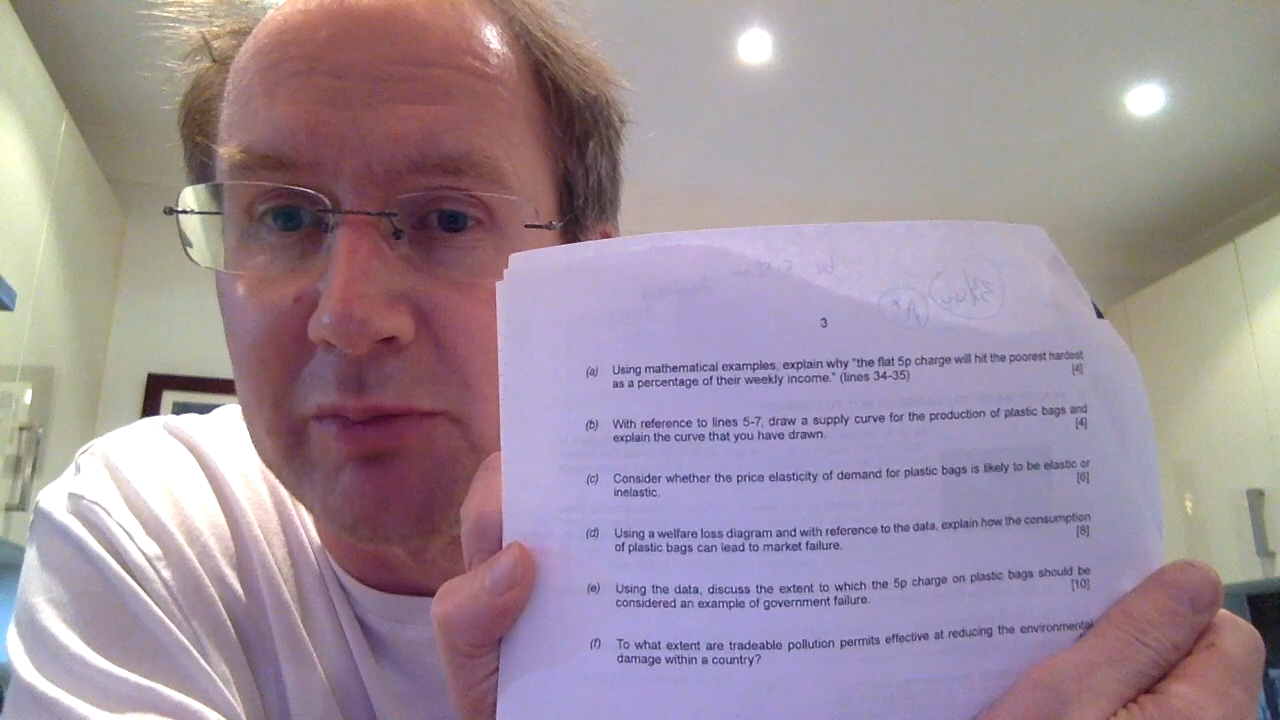 3
(a) Using mathematical examples, explain why "the flat 5p charge will hit the poorest hardest
as a percentage of their weekly income." (lines 34-35) [4]
(b) With reference to lines 5-7, draw a supply curve for the production of plastic bags and
explain the curve that you have drawn. [4]
(c) Consider whether the price elasticity of demand for plastic bags is likely to be elastic or
inelastic. [6]
(d) Using a welfare loss diagram and with reference to the data, explain how the consumption
of plastic bags can lead to market failure. [8]
(e) Using the data, discuss the extent to which the 5p charge on plastic bags should be
considered an example of government failure. [10]
(f) To what extent are tradeable pollution permits effective at reducing the environmental
damage within a country?